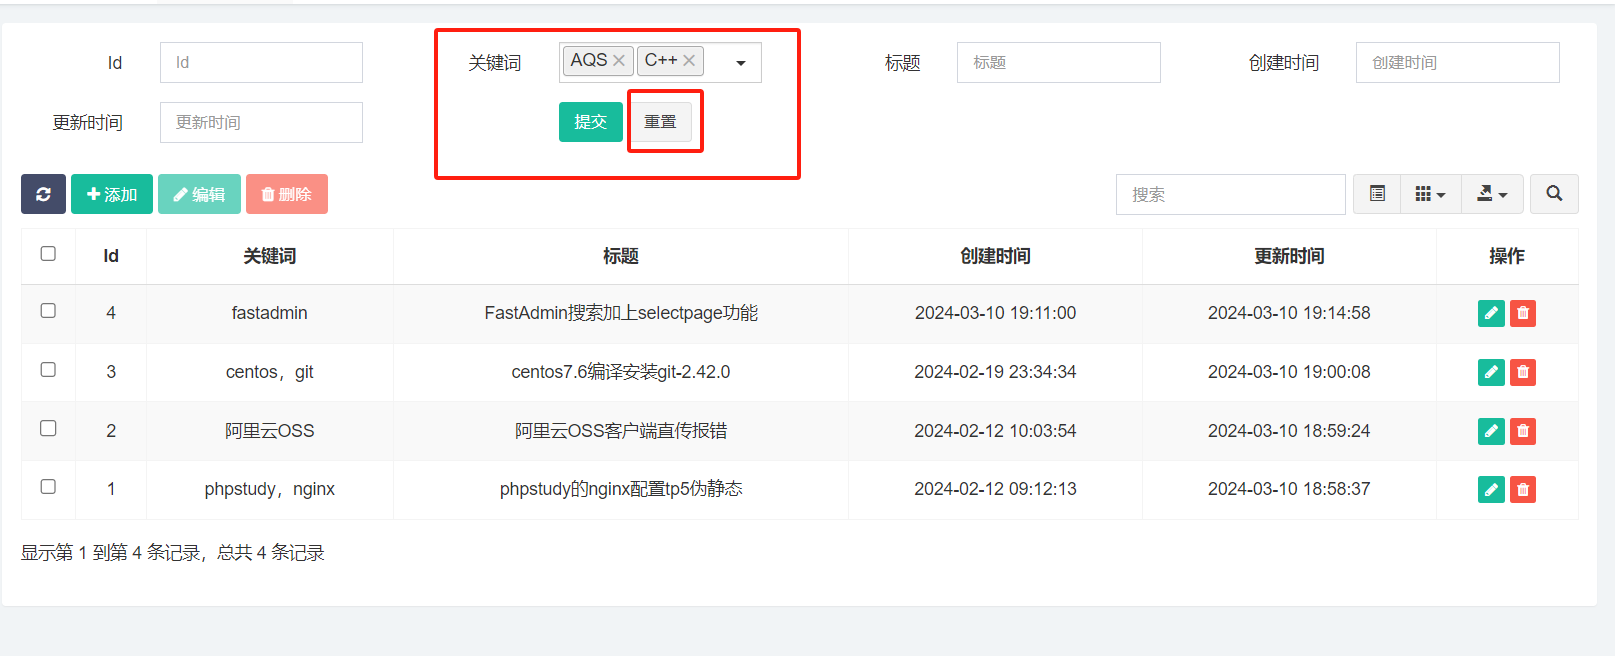 Id Id 关键词 AQS× C++× 标题 标题 创建时间 创建时间
更新时间 更新时间 提交 重置
添加 编辑 删除 搜索
Id 关键词 标题 创建时间 更新时间 操作
4 fastadmin FastAdmin搜索加上selectpage功能 2024-03-10 19:11:00 2024-03-10 19:14:58
3 centos，git centos7.6编译安装git-2.42.0 2024-02-19 23:34:34 2024-03-10 19:00:08
2 阿里云OSS 阿里云OSS客户端直传报错 2024-02-12 10:03:54 2024-03-10 18:59:24
1 phpstudy，nginx phpstudy的nginx配置tp5伪静态 2024-02-12 09:12:13 2024-03-10 18:58:37
显示第 1 到第 4 条记录，总共 4 条记录